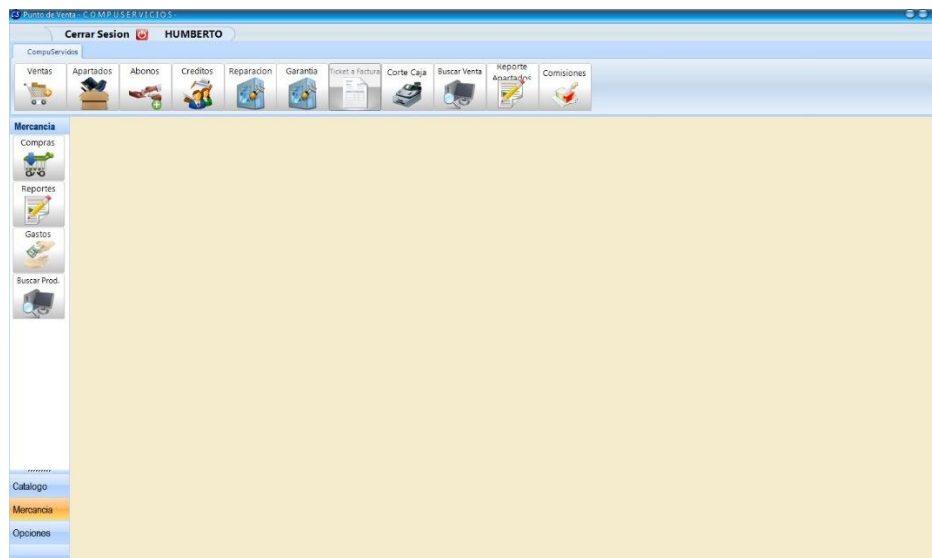 Punto de Venta - C O M P U S E R V I C I O S -
Cerrar Sesion HUMBERTO
CompuServicios
Ventas Apartados Abonos Creditos Reparacion Garantia Ticket a Factura Corte Caja Buscar Venta Reporte Apartados Comisiones
Mercancia
Compras
Reportes
Gastos
Buscar Prod.
Catalogo
Mercancia
Opciones